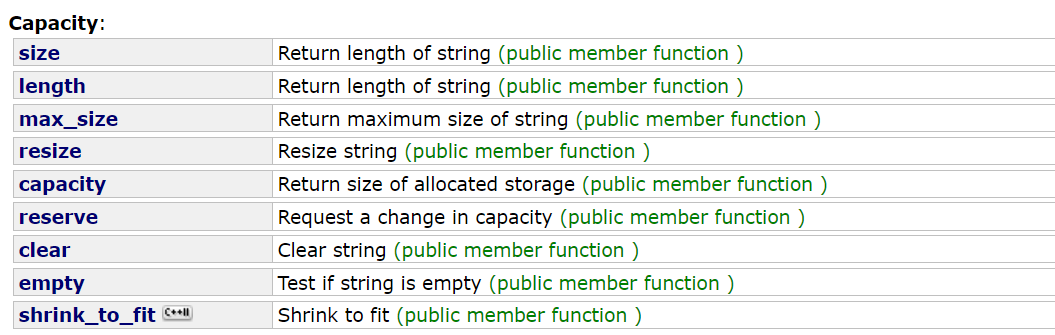 Capacity:
size Return length of string (public member function )
length Return length of string (public member function )
max_size Return maximum size of string (public member function )
resize Resize string (public member function )
capacity Return size of allocated storage (public member function )
reserve Request a change in capacity (public member function )
clear Clear string (public member function )
empty Test if string is empty (public member function )
shrink_to_fit C++11 Shrink to fit (public member function )